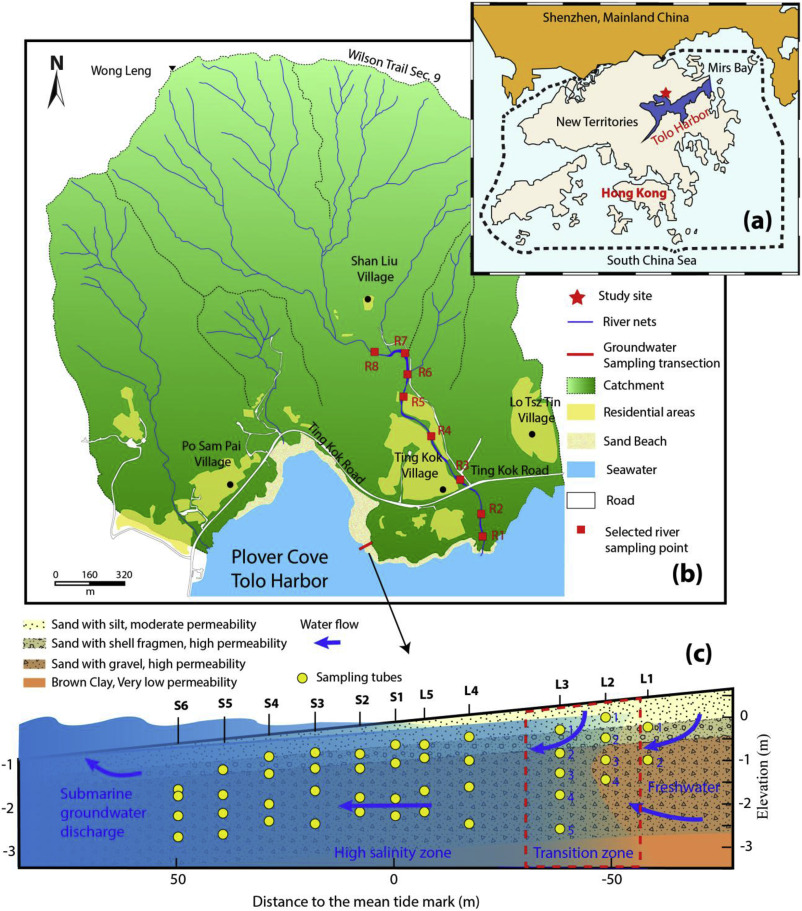 Shenzhen, Mainland China
Mirs Bay
New Territories
Tolo Harbor
Hong Kong
(a)
South China Sea
N
Wong Leng
Wilson Trail Sec. 9
Shan Liu
Village
R7
R8
R6
R5
R4
R3
R2
R1
Lo Tsz Tin
Village
Po Sam Pai
Village
Ting Kok Road
Ting Kok
Village
Ting Kok Road
Plover Cove
Tolo Harbor
0 160 320
m
(b)
Study site
River nets
Groundwater
Sampling transection
Catchment
Residential areas
Sand Beach
Seawater
Road
Selected river
sampling point
Sand with silt, moderate permeability
Sand with shell fragmen, high permeability
Sand with gravel, high permeability
Brown Clay, Very low permeability
Water flow
Sampling tubes
(c)
S6 S5 S4 S3 S2 S1 L5 L4 L3 L2 L1
1
2
3
4
5
1
2
3
4
1
2
Freshwater
Submarine
groundwater
discharge
High salinity zone
Transition zone
-1
-2
-3
0
-1
-2
-3
Elevation (m)
50 0 -50
Distance to the mean tide mark (m)